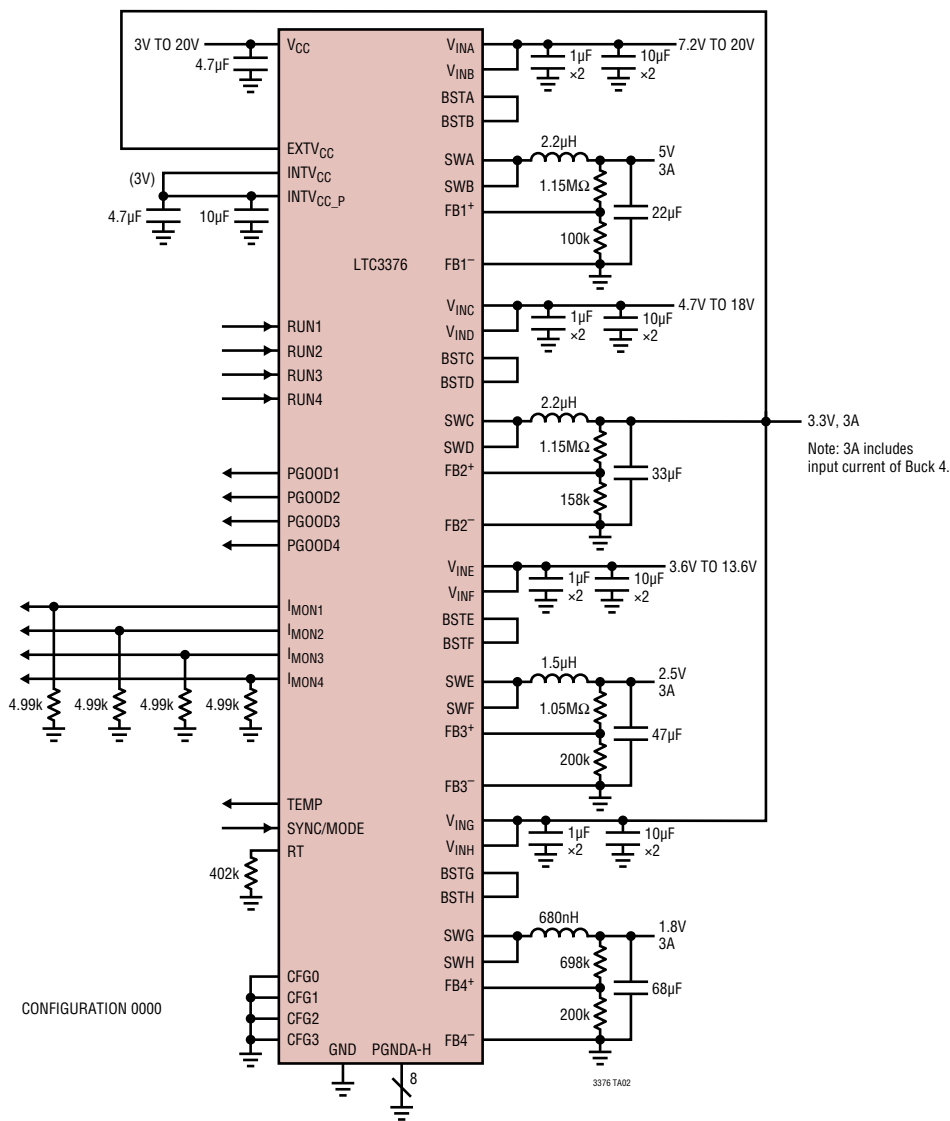 3V TO 20V
4.7µF
VCC
EXTVCC
(3V)
INTVCC
INTVCC_P
4.7µF
10µF
LTC3376
RUN1
RUN2
RUN3
RUN4
PGOOD1
PGOOD2
PGOOD3
PGOOD4
IMON1
IMON2
IMON3
IMON4
4.99k
4.99k
4.99k
4.99k
TEMP
SYNC/MODE
RT
402k
CFG0
CFG1
CFG2
CFG3
CONFIGURATION 0000
GND
PGNDA-H
8
VINA
VINB
1µF
×2
10µF
×2
7.2V TO 20V
BSTA
BSTB
SWA
SWB
2.2µH
5V
3A
1.15MΩ
FB1+
22µF
100k
FB1−
VINC
VIND
1µF
×2
10µF
×2
4.7V TO 18V
BSTC
BSTD
SWC
SWD
2.2µH
3.3V, 3A
Note: 3A includes
input current of Buck 4.
1.15MΩ
FB2+
33µF
158k
FB2−
VINE
VINF
1µF
×2
10µF
×2
3.6V TO 13.6V
BSTE
BSTF
SWE
SWF
1.5µH
2.5V
3A
1.05MΩ
FB3+
47µF
200k
FB3−
VING
VINH
1µF
×2
10µF
×2
BSTG
BSTH
SWG
SWH
680nH
1.8V
3A
698k
FB4+
68µF
200k
FB4−
3376 TA02